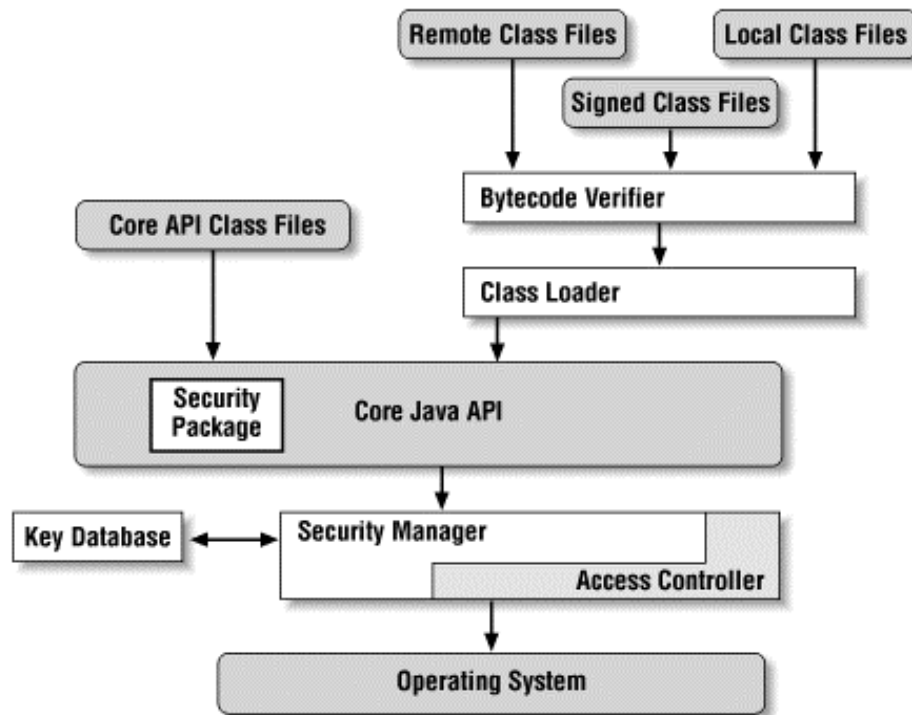 Remote Class Files
Local Class Files
Signed Class Files
Bytecode Verifier
Core API Class Files
Class Loader
Security
Package
Core Java API
Key Database
Security Manager
Access Controller
Operating System